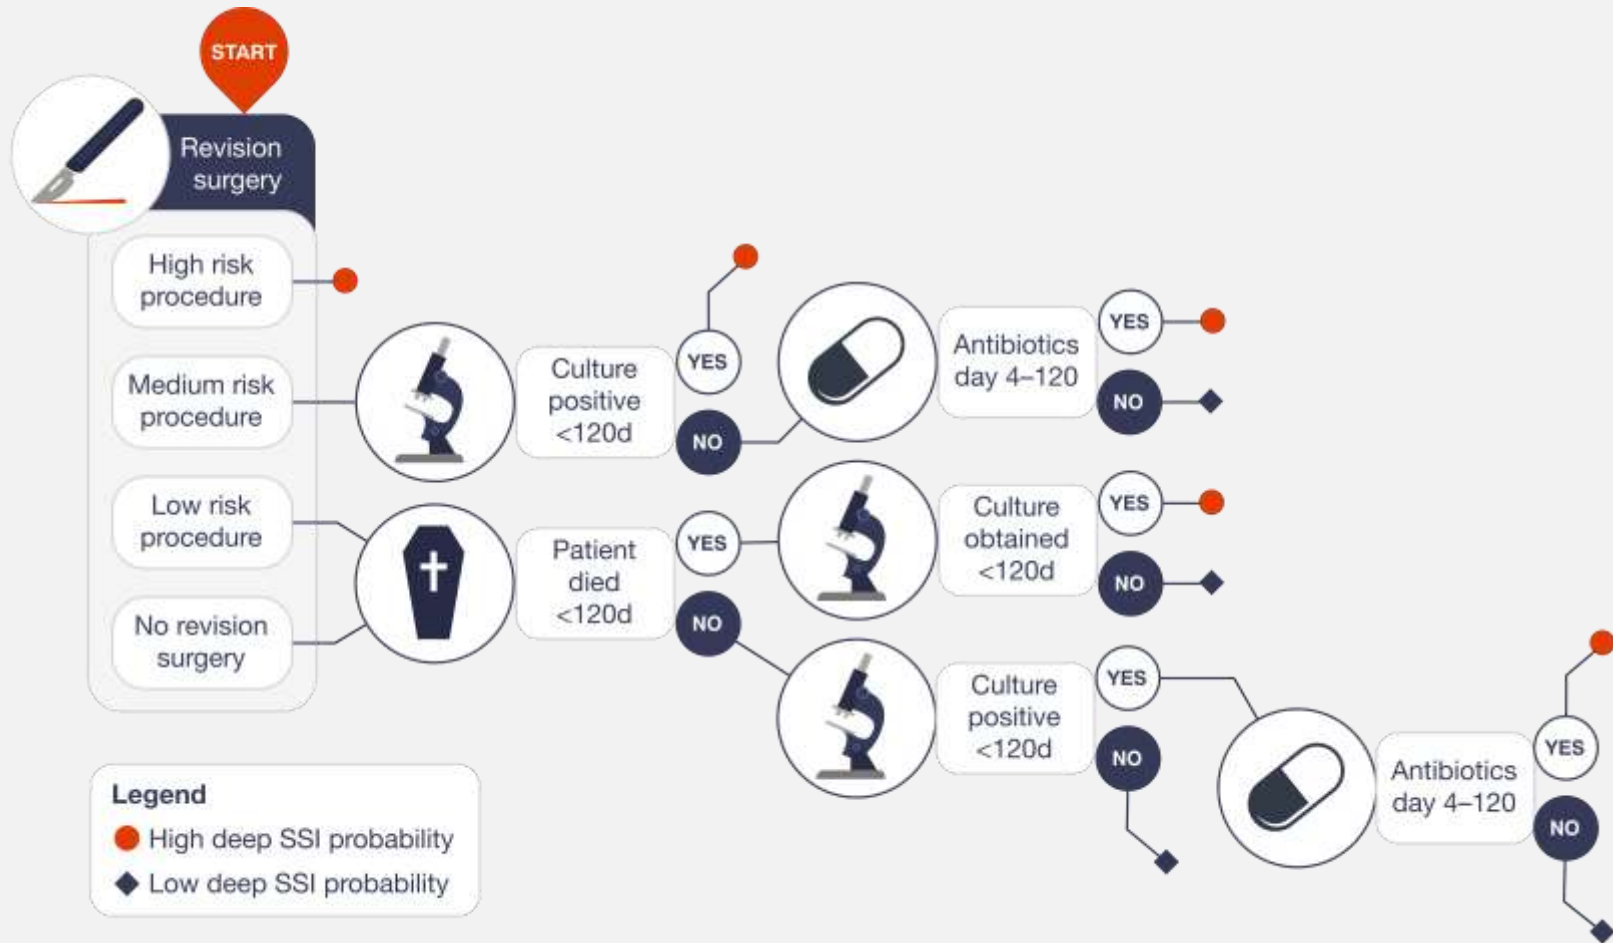 START
Revision
surgery
High risk
procedure
Medium risk
procedure
Low risk
procedure
No revision
surgery
Culture
positive
<120d
YES
NO
Antibiotics
day 4–120
YES
NO
Patient
died
<120d
YES
NO
Culture
obtained
<120d
YES
NO
Culture
positive
<120d
YES
NO
Antibiotics
day 4–120
YES
NO
Legend
High deep SSI probability
Low deep SSI probability